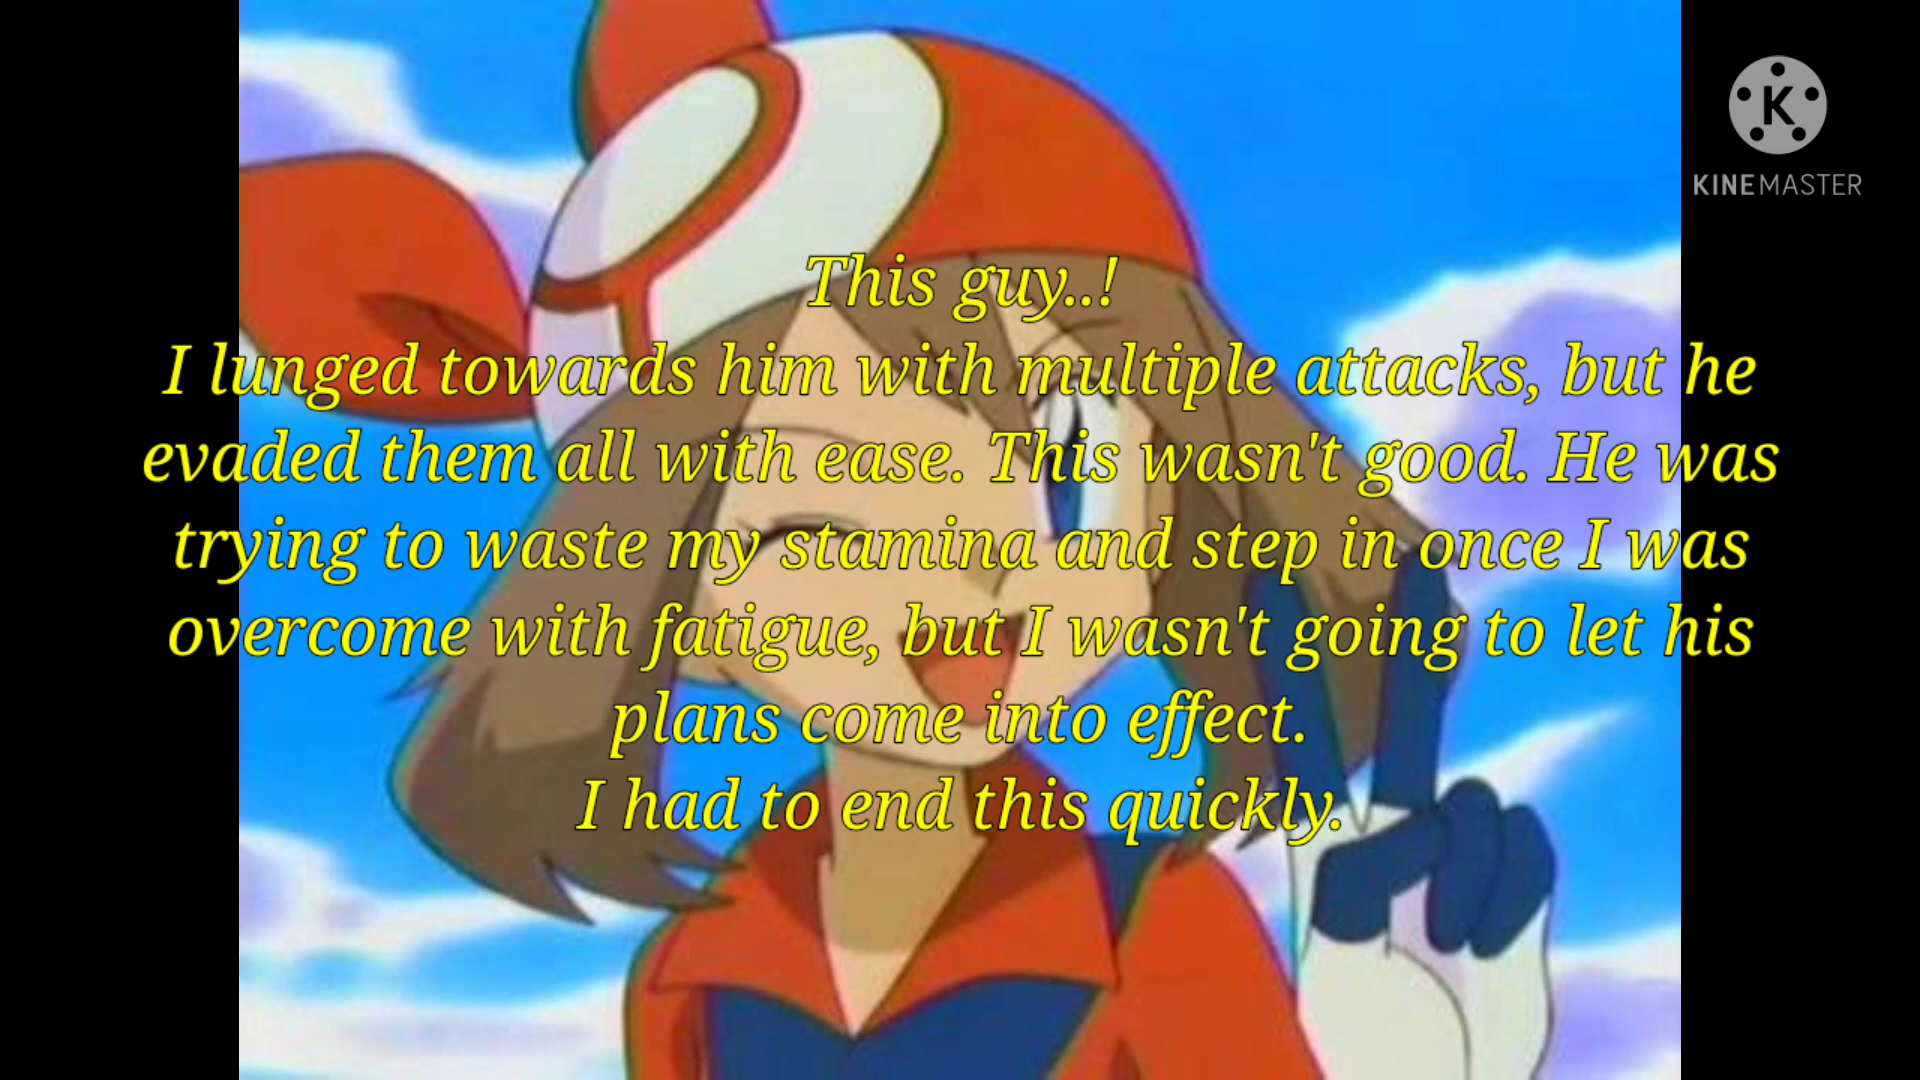 KINEMASTER
This guy..!
I lunged towards him with multiple attacks, but he
evaded them all with ease. This wasn't good. He was
trying to waste my stamina and step in once I was
overcome with fatigue, but I wasn't going to let his
plans come into effect.
I had to end this quickly.